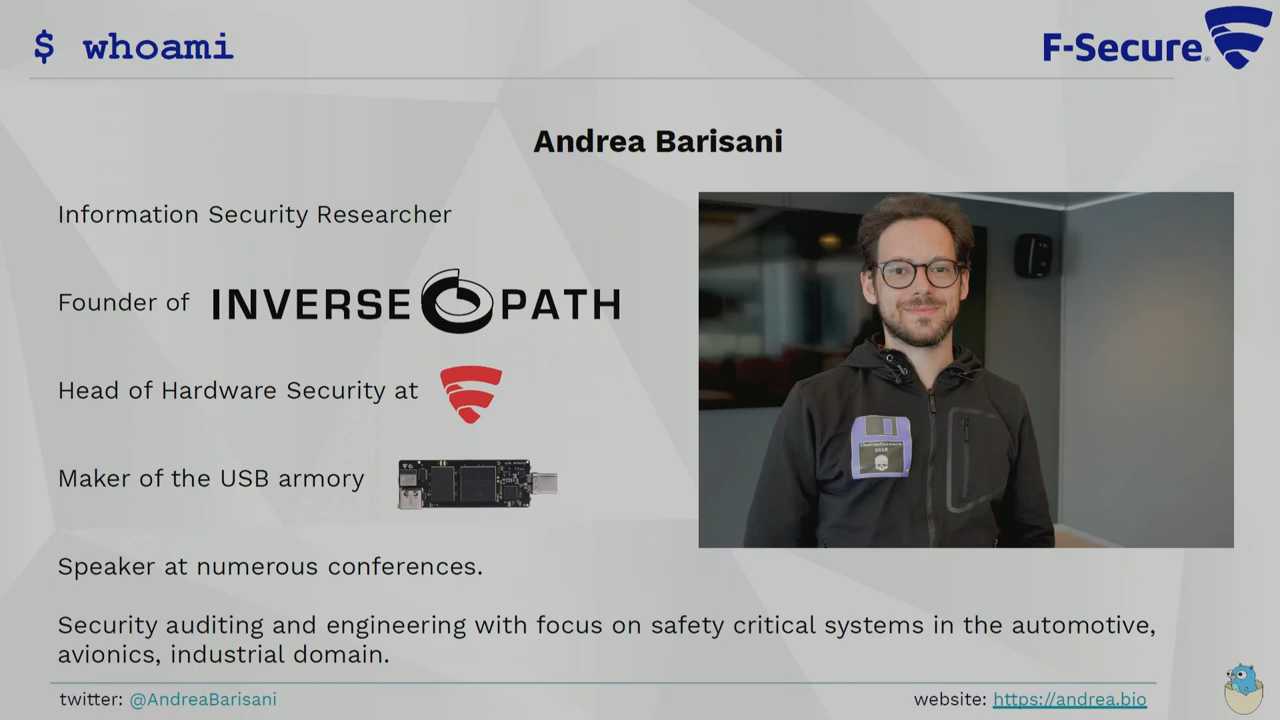 $ whoami
F-Secure®
Andrea Barisani
Information Security Researcher
Founder of INVERSE PATH
Head of Hardware Security at
Maker of the USB armory
Speaker at numerous conferences.
Security auditing and engineering with focus on safety critical systems in the automotive,
avionics, industrial domain.
twitter: @AndreaBarisani
website: https://andrea.bio